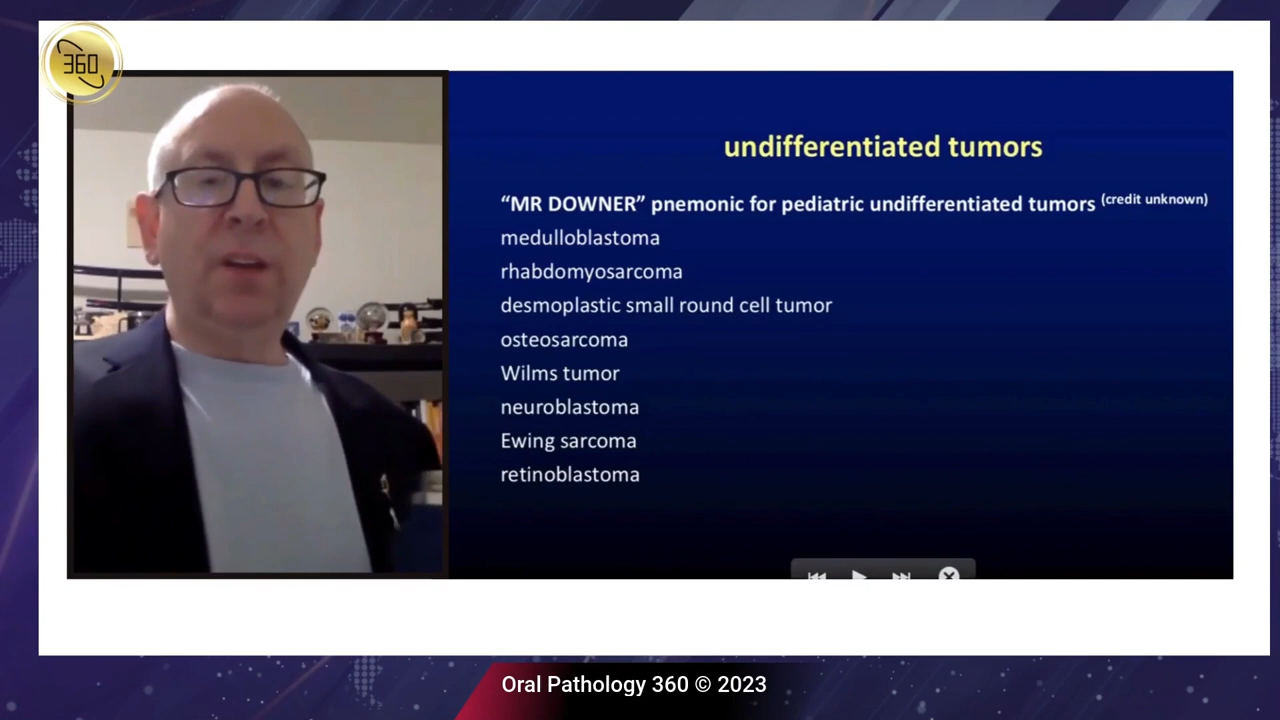 360
undifferentiated tumors
“MR DOWNER” pnemonic for pediatric undifferentiated tumors (credit unknown)
medulloblastoma
rhabdomyosarcoma
desmoplastic small round cell tumor
osteosarcoma
Wilms tumor
neuroblastoma
Ewing sarcoma
retinoblastoma
Oral Pathology 360 © 2023